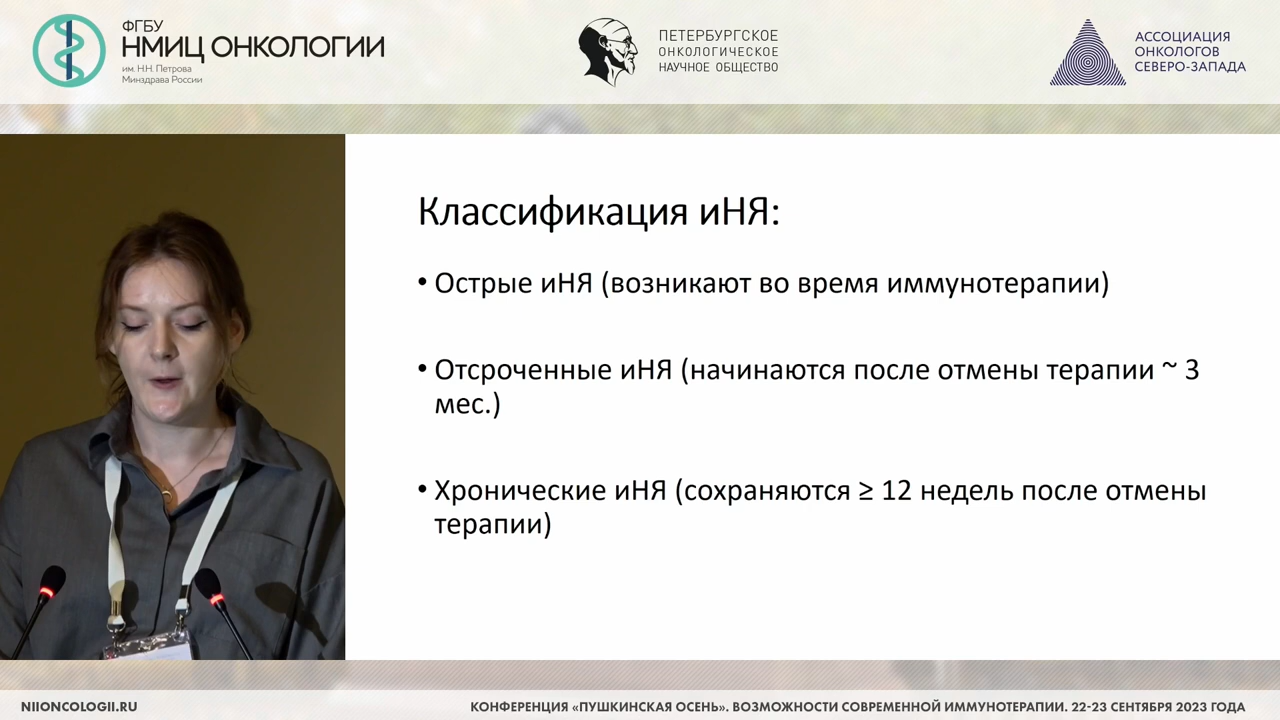 ФГБУ
НМИЦ ОНКОЛОГИИ
им. Н.Н. Петрова
Минздрава России
ПЕТЕРБУРГСКОЕ
ОНКОЛОГИЧЕСКОЕ
НАУЧНОЕ ОБЩЕСТВО
АССОЦИАЦИЯ
ОНКОЛОГОВ
СЕВЕРО-ЗАПАДА
Классификация иНЯ:
• Острые иНЯ (возникают во время иммунотерапии)
• Отсроченные иНЯ (начинаются после отмены терапии ~ 3
мес.)
• Хронические иНЯ (сохраняются ≥ 12 недель после отмены
терапии)
NIIONCOLOGII.RU
КОНФЕРЕНЦИЯ «ПУШКИНСКАЯ ОСЕНЬ». ВОЗМОЖНОСТИ СОВРЕМЕННОЙ ИММУНОТЕРАПИИ. 22-23 СЕНТЯБРЯ 2023 ГОДА